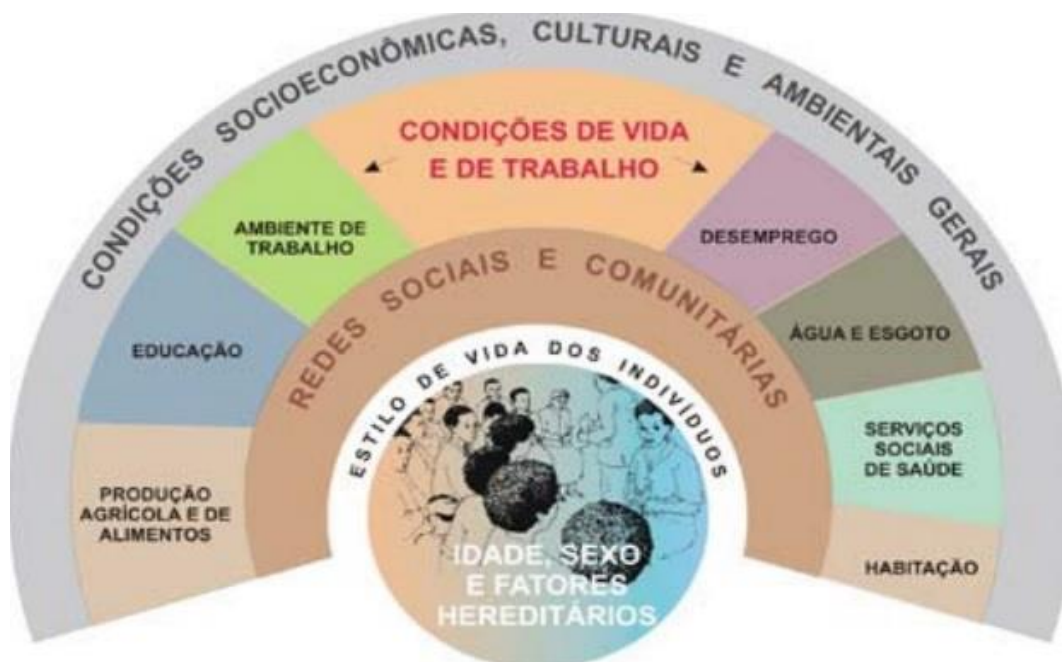 CONDIÇÕES SOCIOECONÔMICAS, CULTURAIS E AMBIENTAIS GERAIS
CONDIÇÕES DE VIDA
E DE TRABALHO
AMBIENTE DE
TRABALHO
DESEMPREGO
EDUCAÇÃO
ÁGUA E ESGOTO
PRODUÇÃO
AGRÍCOLA E DE
ALIMENTOS
SERVIÇOS
SOCIAIS
DE SAÚDE
HABITAÇÃO
REDES SOCIAIS E COMUNITÁRIAS
ESTILO DE VIDA DOS INDIVÍDUOS
IDADE, SEXO
E FATORES
HEREDITÁRIOS